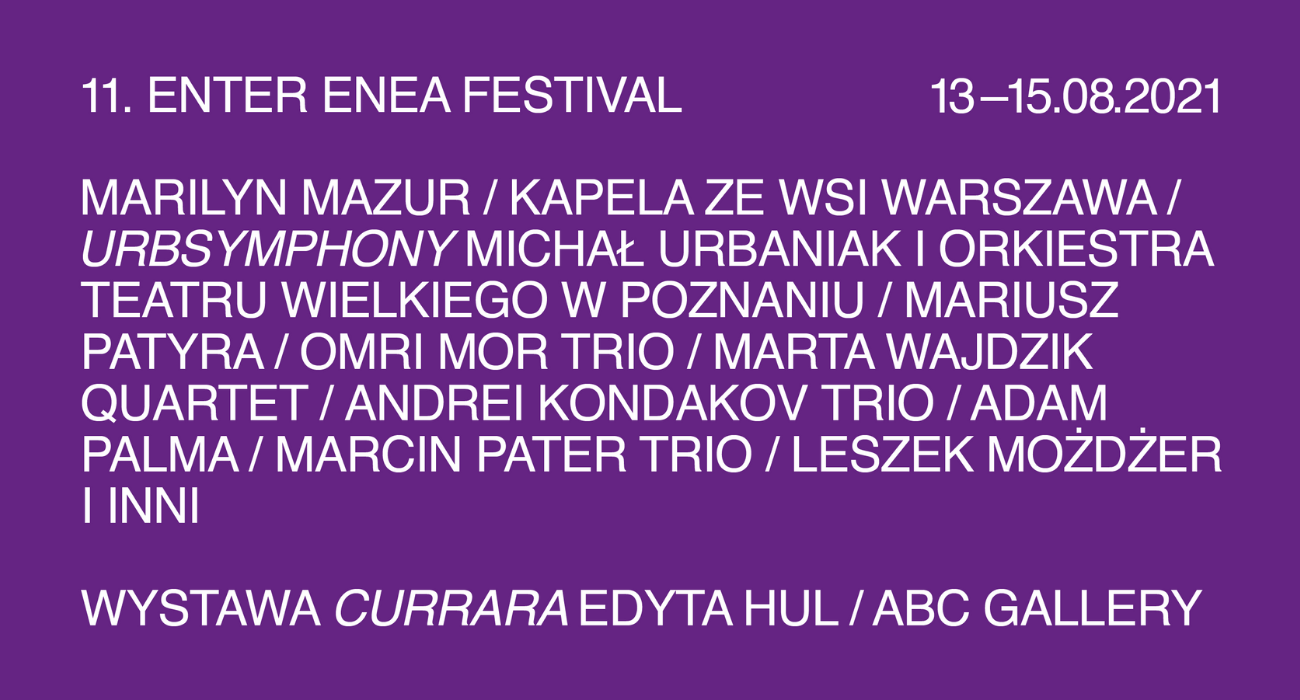 11. ENTER ENEA FESTIVAL 13–15.08.2021
MARILYN MAZUR / KAPELA ZE WSI WARSZAWA /
URBSYMPHONY MICHAŁ URBANIAK I ORKIESTRA
TEATRU WIELKIEGO W POZNANIU / MARIUSZ
PATYRA / OMRI MOR TRIO / MARTA WAJDZIK
QUARTET / ANDREI KONDAKOV TRIO / ADAM
PALMA / MARCIN PATER TRIO / LESZEK MOŻDŻER
I INNI
WYSTAWA CURRARA EDYTA HUL / ABC GALLERY